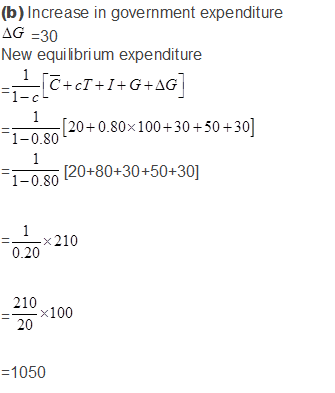 (b) Increase in government expenditure
ΔG =30
New equilibrium expenditure
=1/(1−c)[C̅+cT+I+G+ΔG]
=1/(1−0.80)[20+0.80×100+30+50+30]
=1/(1−0.80) [20+80+30+50+30]
=1/0.20×210
=210/20×100
=1050